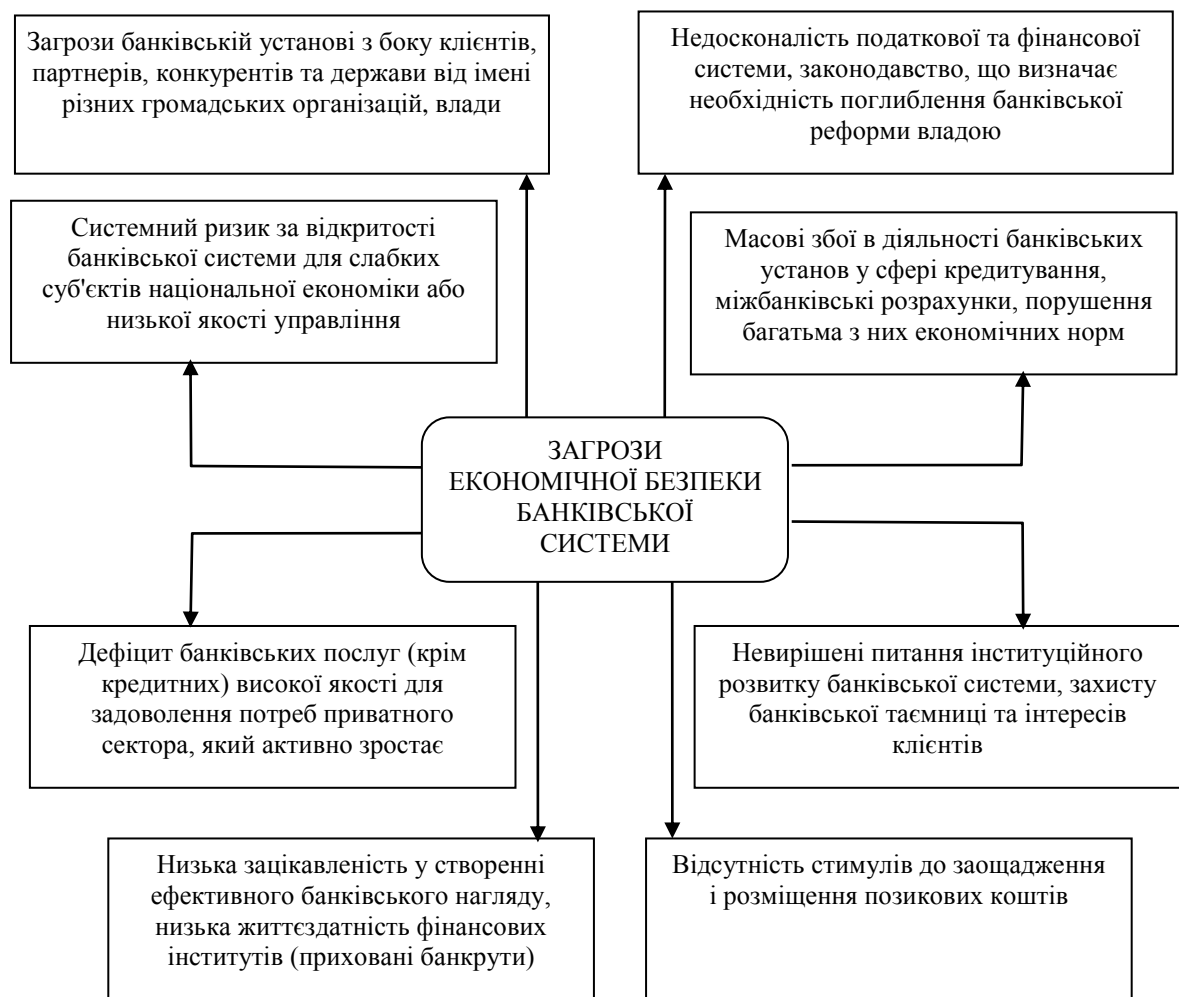 Загрози банківській установі з боку клієнтів,
партнерів, конкурентів та держави від імені
різних громадських організацій, влади
Недосконалість податкової та фінансової
системи, законодавство, що визначає
необхідність поглиблення банківської
реформи владою
Системний ризик за відкритості
банківської системи для слабких
суб'єктів національної економіки або
низької якості управління
Масові збої в діяльності банківських
установ у сфері кредитування,
міжбанківські розрахунки, порушення
багатьма з них економічних норм
ЗАГРОЗИ
ЕКОНОМІЧНОЇ БЕЗПЕКИ
БАНКІВСЬКОЇ
СИСТЕМИ
Дефіцит банківських послуг (крім
кредитних) високої якості для
задоволення потреб приватного
сектора, який активно зростає
Невирішені питання інституційного
розвитку банківської системи, захисту
банківської таємниці та інтересів
клієнтів
Низька зацікавленість у створенні
ефективного банківського нагляду,
низька життєздатність фінансових
інститутів (приховані банкрути)
Відсутність стимулів до заощадження
і розміщення позикових коштів